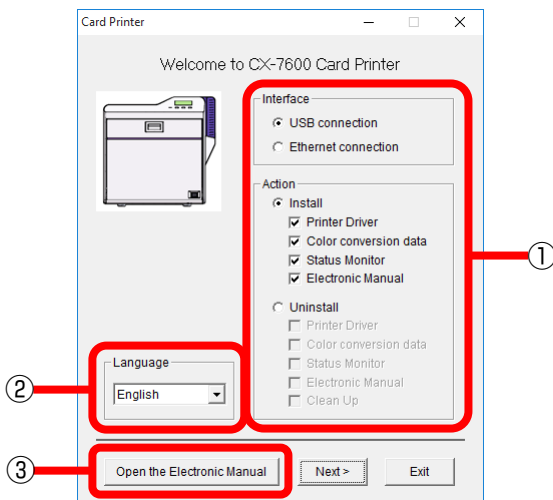 Card Printer
Welcome to CX-7600 Card Printer
Interface
USB connection
Ethernet connection
Action
Install
Printer Driver
Color conversion data
Status Monitor
Electronic Manual
Uninstall
Printer Driver
Color conversion data
Status Monitor
Electronic Manual
Clean Up
①
Language
English
②
Open the Electronic Manual
Next >
Exit
③